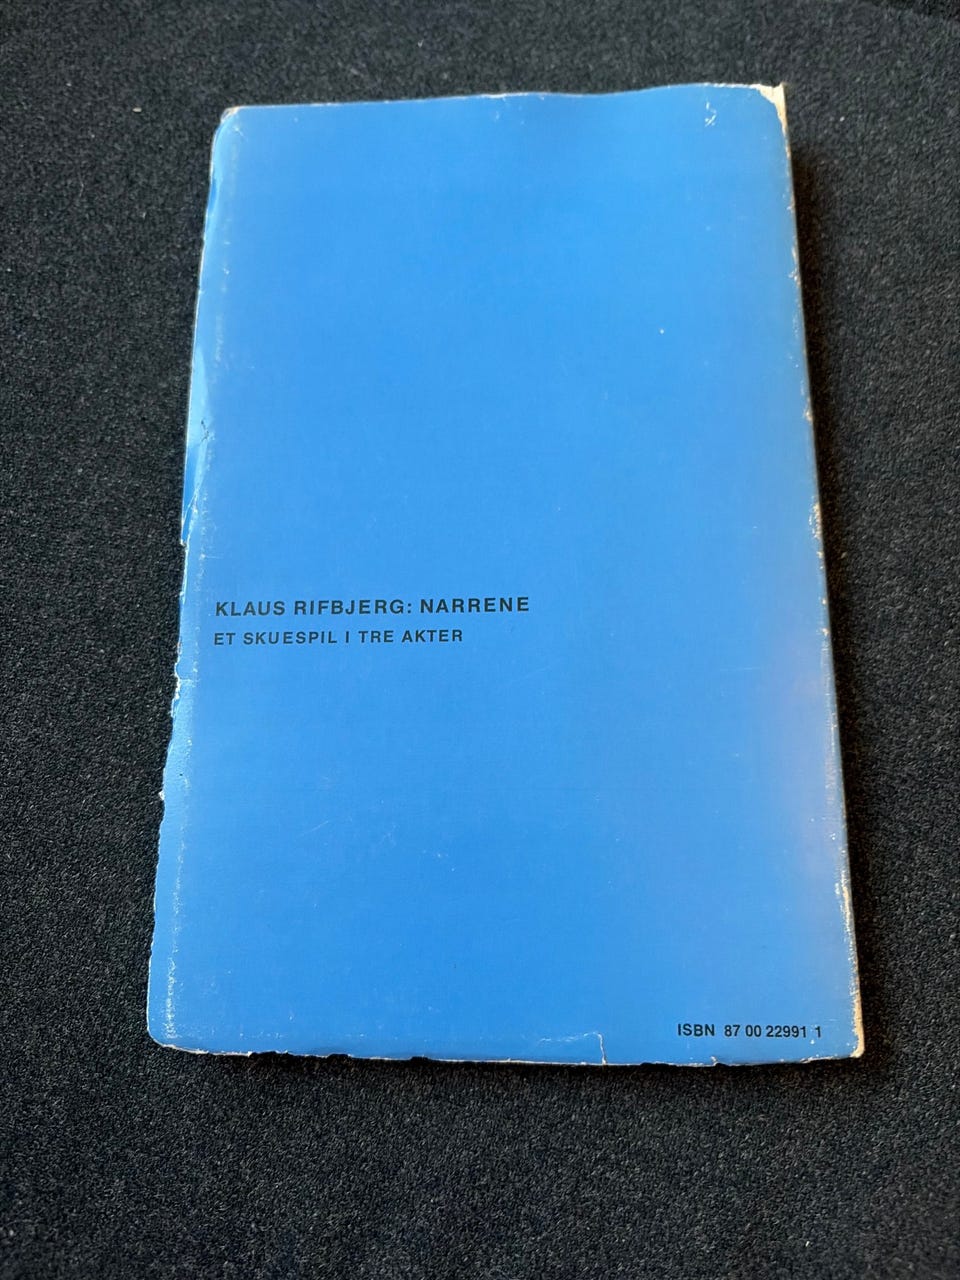 KLAUS RIFBJERG: NARRENE
ET SKUESPIL I TRE AKTER
ISBN 87 00 22991 1